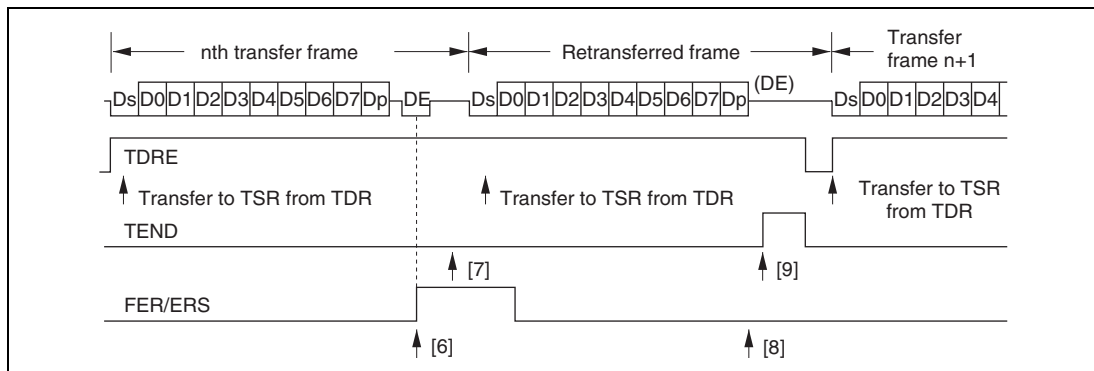 nth transfer frame
Retransferred frame
Transfer
frame n+1
Ds D0 D1 D2 D3 D4 D5 D6 D7 Dp DE
Ds D0 D1 D2 D3 D4 D5 D6 D7 Dp
(DE)
Ds D0 D1 D2 D3 D4
TDRE
Transfer to TSR from TDR
Transfer to TSR from TDR
Transfer to TSR
from TDR
TEND
[7]
[9]
FER/ERS
[6]
[8]